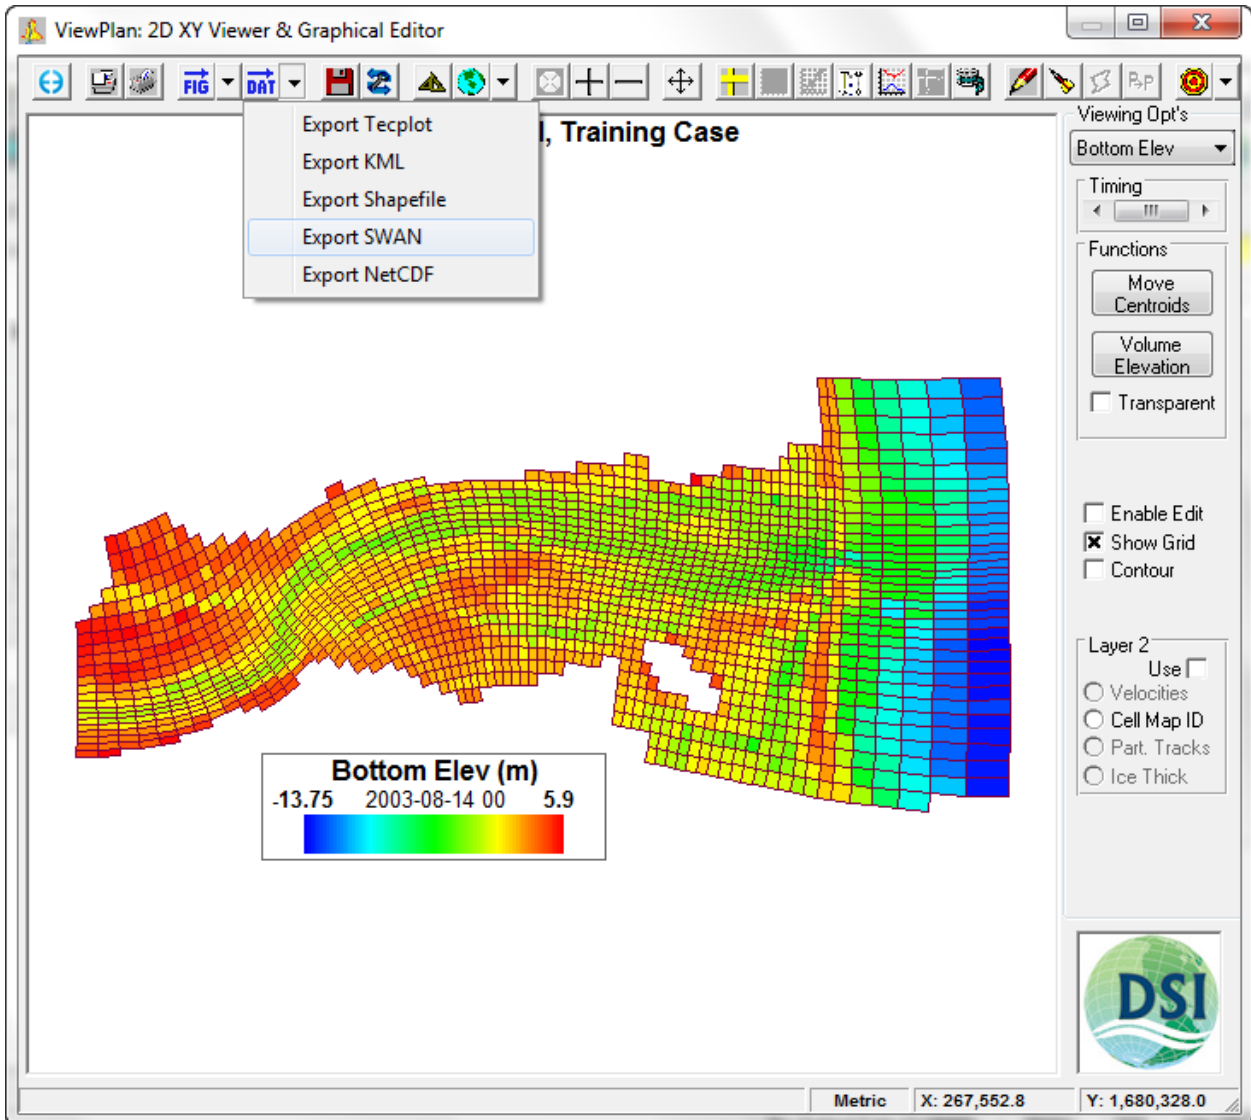 ViewPlan: 2D XY Viewer & Graphical Editor
FIG DAT
Export Tecplot
Export KML
Export Shapefile
Export SWAN
Export NetCDF
l, Training Case
Viewing Opt's
Bottom Elev
Timing
Functions
Move
Centroids
Volume
Elevation
Transparent
Enable Edit
Show Grid
Contour
Layer 2
Use
Velocities
Cell Map ID
Part. Tracks
Ice Thick
Bottom Elev (m)
-13.75 2003-08-14 00 5.9
DSI
Metric X: 267,552.8 Y: 1,680,328.0